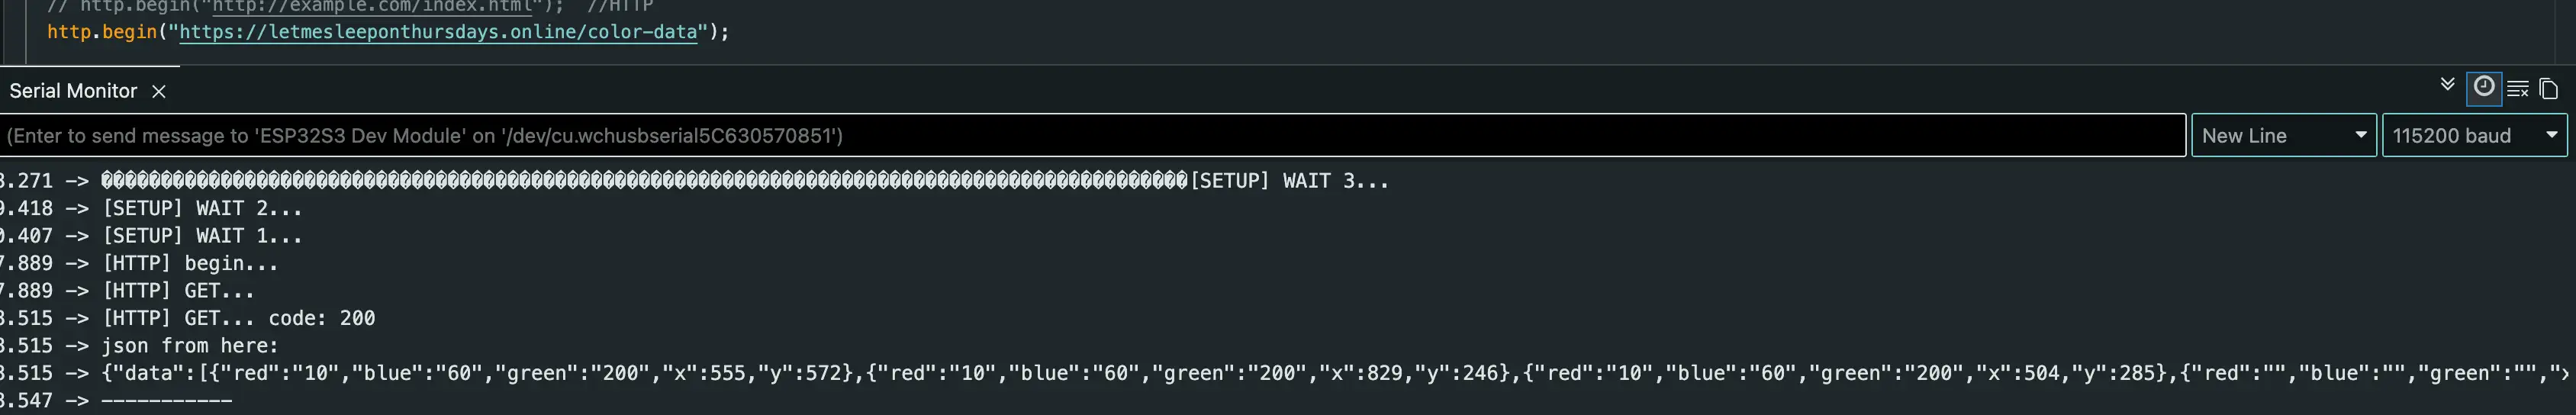 // http.begin("http://example.com/index.html");  //HTTP
http.begin("https://letmesleeponthursdays.online/color-data");
Serial Monitor
(Enter to send message to 'ESP32S3 Dev Module' on '/dev/cu.wchusbserial5C630570851')
New Line
115200 baud
.271 -> [SETUP] WAIT 3...
.418 -> [SETUP] WAIT 2...
.407 -> [SETUP] WAIT 1...
.889 -> [HTTP] begin...
.889 -> [HTTP] GET...
.515 -> [HTTP] GET... code: 200
.515 -> json from here:
.515 -> {"data":[{"red":"10","blue":"60","green":"200","x":555,"y":572},{"red":"10","blue":"60","green":"200","x":829,"y":246},{"red":"10","blue":"60","green":"200","x":504,"y":285},{"red":"","blue":"","green":"","
.547 -> -----------